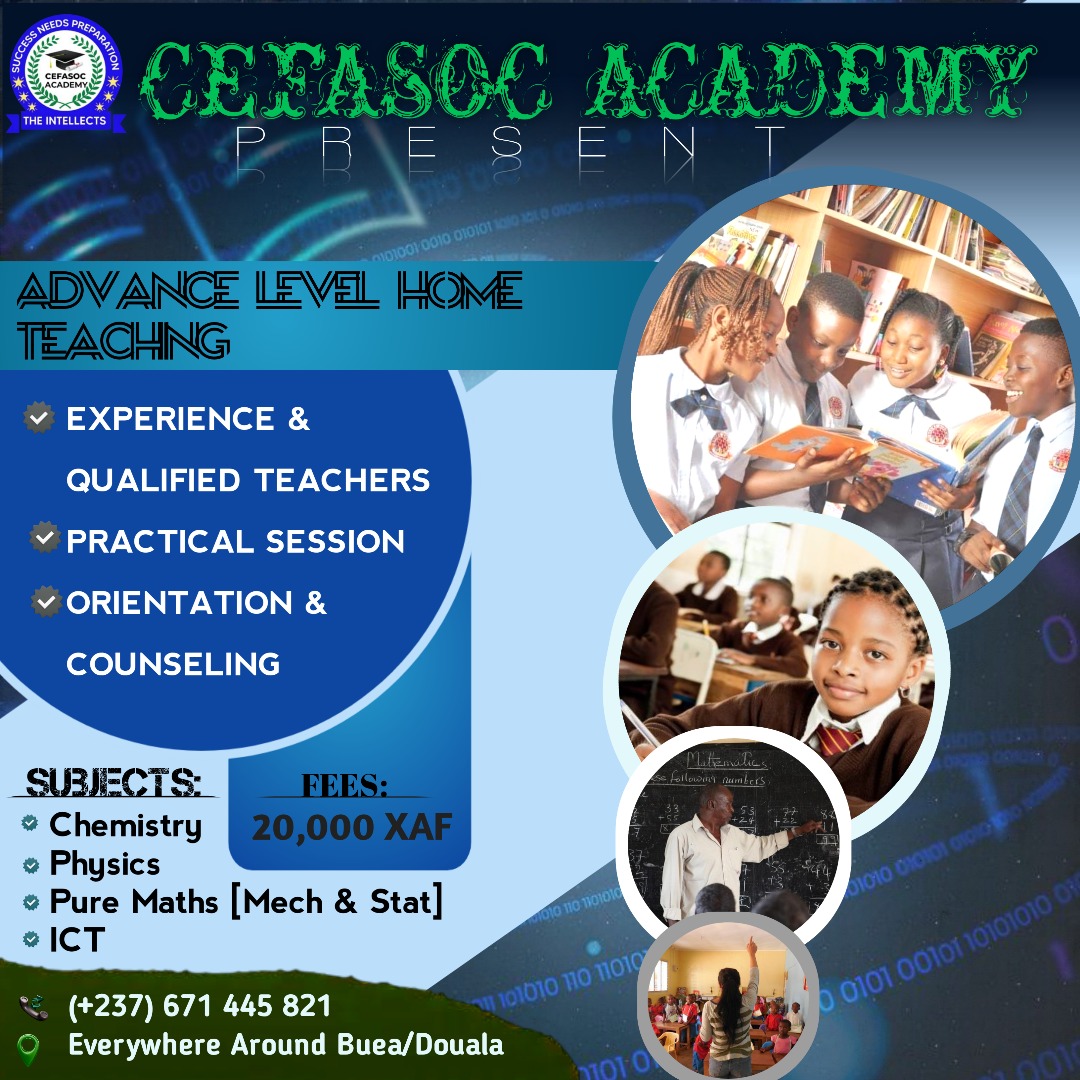 SUCCESS NEEDS PREPARATION
CEFASOC
ACADEMY
THE INTELLECTS
CEFASOC ACADEMY
PRESENT
ADVANCE LEVEL HOME
TEACHING
EXPERIENCE &
QUALIFIED TEACHERS
PRACTICAL SESSION
ORIENTATION &
COUNSELING
SUBJECTS:
Chemistry
Physics
Pure Maths [Mech & Stat]
ICT
FEES:
20,000 XAF
Mathematics
following numbers
(+237) 671 445 821
Everywhere Around Buea/Douala